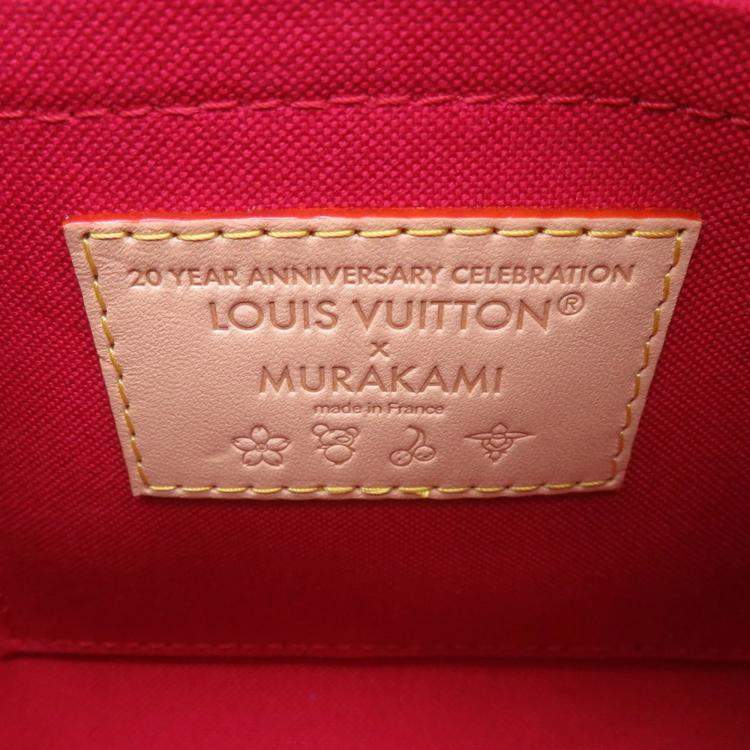 20 YEAR ANNIVERSARY CELEBRATION
LOUIS VUITTON®
x
MURAKAMI
made in France